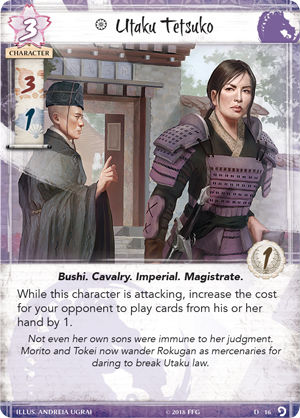 3
Utaku Tetsuko
CHARACTER
3
1
1
Bushi. Cavalry. Imperial. Magistrate.
While this character is attacking, increase the cost
for your opponent to play cards from his or her
hand by 1.
Not even her own sons were immune to her judgment.
Morito and Tokei now wander Rokugan as mercenaries for
daring to break Utaku law.
ILLUS. ANDREIA UGRAI
© 2018 FFG
16